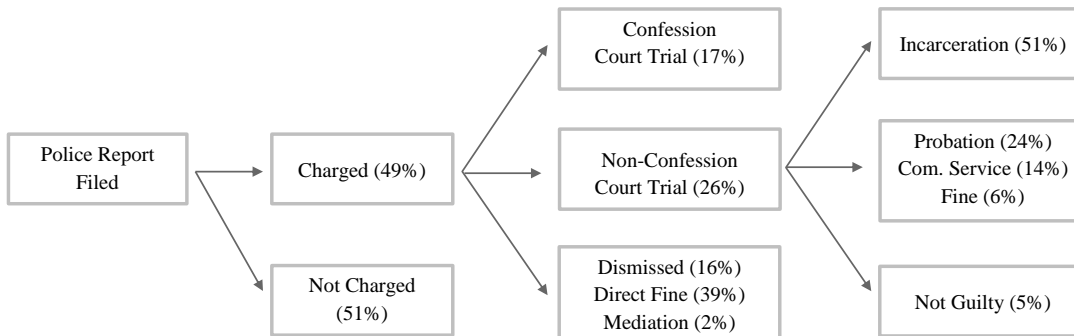 Police Report
Filed
Charged (49%)
Not Charged
(51%)
Confession
Court Trial (17%)
Non-Confession
Court Trial (26%)
Dismissed (16%)
Direct Fine (39%)
Mediation (2%)
Incarceration (51%)
Probation (24%)
Com. Service (14%)
Fine (6%)
Not Guilty (5%)